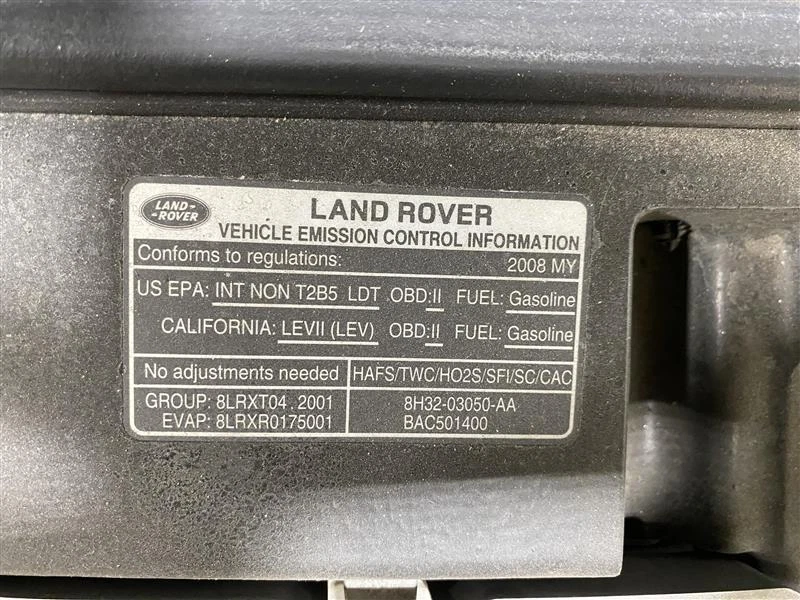 LAND-
-ROVER
LAND ROVER
VEHICLE EMISSION CONTROL INFORMATION
Conforms to regulations: 2008 MY
US EPA: INT NON T2B5 LDT OBD:II FUEL: Gasoline
CALIFORNIA: LEVII (LEV) OBD:II FUEL: Gasoline
No adjustments needed HAFS/TWC/HO2S/SFI/SC/CAC
GROUP: 8LRXT04.2001 8H32-03050-AA
EVAP: 8LRXR0175001 BAC501400